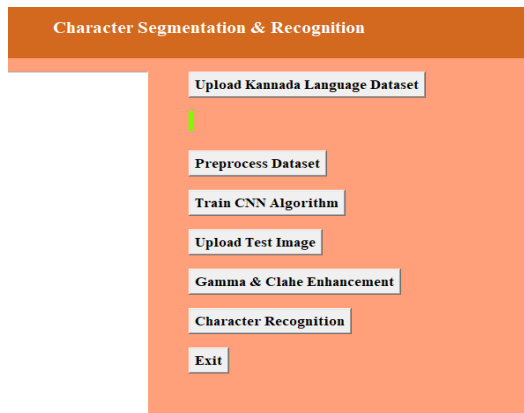 Character Segmentation & Recognition
Upload Kannada Language Dataset
Preprocess Dataset
Train CNN Algorithm
Upload Test Image
Gamma & Clahe Enhancement
Character Recognition
Exit